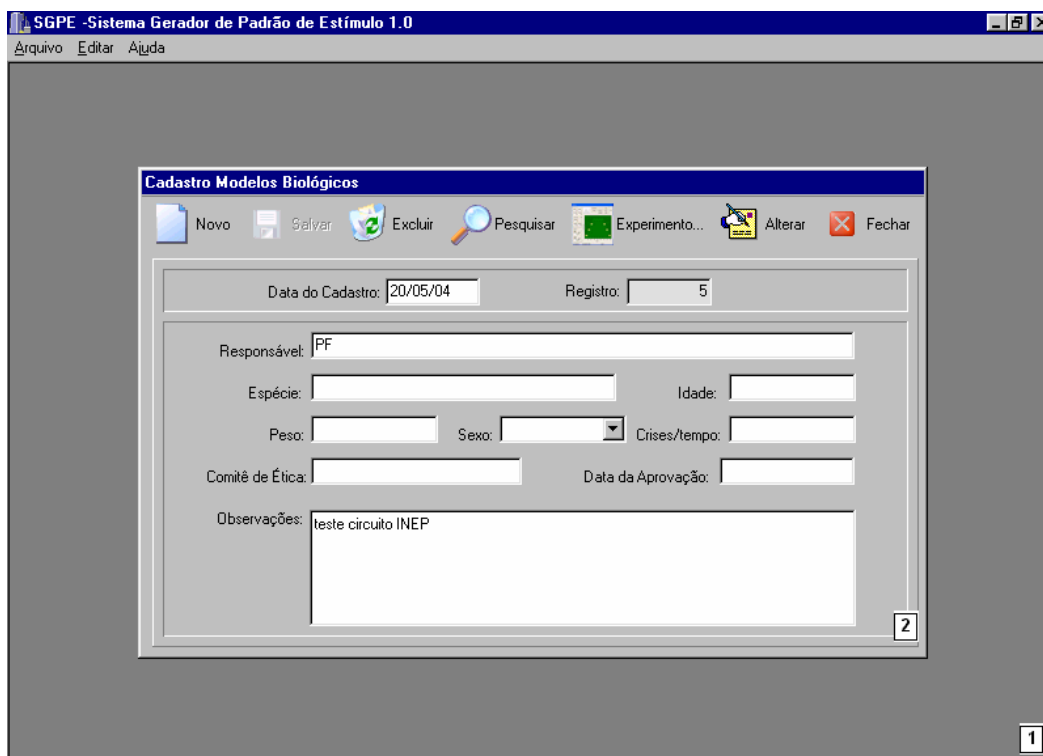 SGPE -Sistema Gerador de Padrão de Estímulo 1.0
Arquivo Editar Ajuda
Cadastro Modelos Biológicos
Novo Salvar Excluir Pesquisar Experimento... Alterar Fechar
Data do Cadastro: 20/05/04 Registro: 5
Responsável: PF
Espécie: Idade:
Peso: Sexo: Crises/tempo:
Comitê de Ética: Data da Aprovação:
Observações: teste circuito INEP
2
1